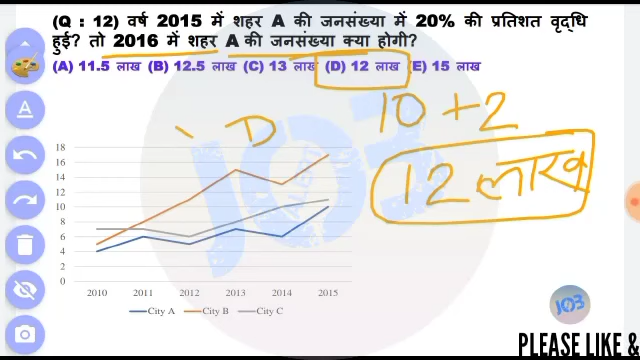 (Q : 12) वर्ष 2015 में शहर A की जनसंख्या में 20% की प्रतिशत वृद्धि
हुई? तो 2016 में शहर A की जनसंख्या क्या होगी?
(A) 11.5 लाख (B) 12.5 लाख (C) 13 लाख (D) 12 लाख (E) 15 लाख
D
10 + 2
12 लाख
18
16
14
12
10
8
6
4
2
0
2010 2011 2012 2013 2014 2015
City A City B City C
JO3
JO3
PLEASE LIKE &